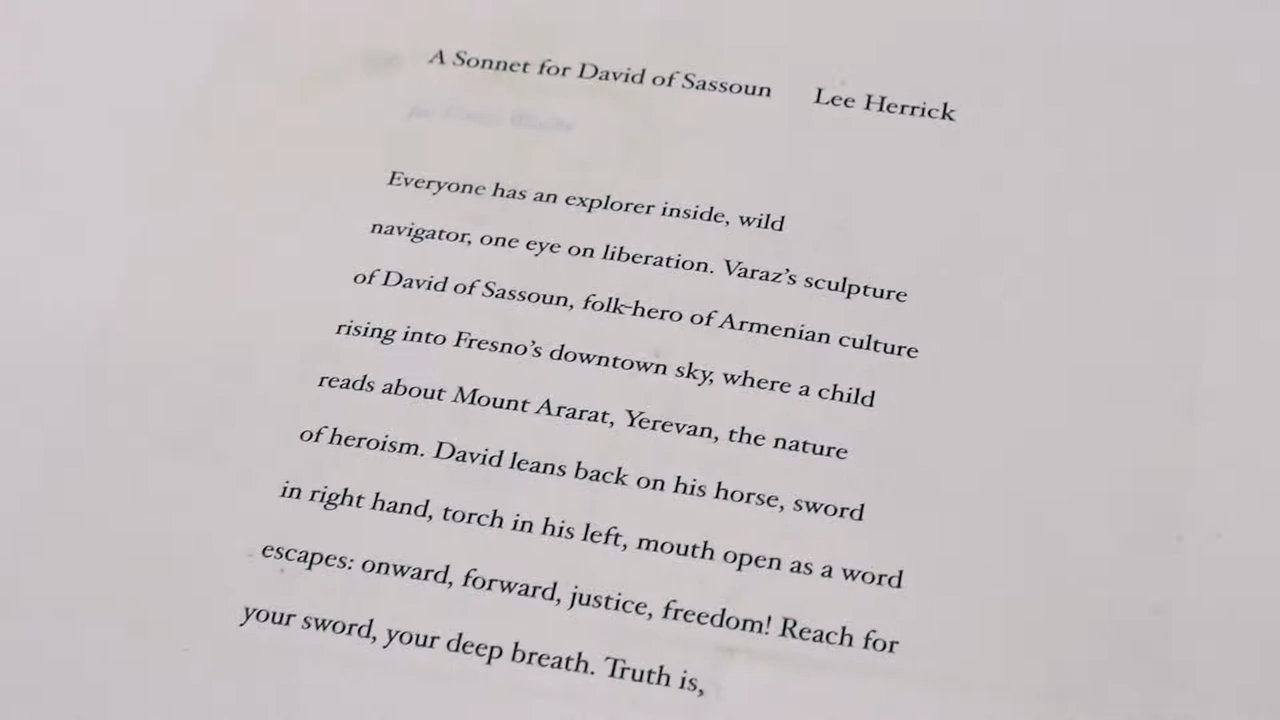 A Sonnet for David of Sassoun Lee Herrick
Everyone has an explorer inside, wild
navigator, one eye on liberation. Varaz’s sculpture
of David of Sassoun, folk-hero of Armenian culture
rising into Fresno’s downtown sky, where a child
reads about Mount Ararat, Yerevan, the nature
of heroism. David leans back on his horse, sword
in right hand, torch in his left, mouth open as a word
escapes: onward, forward, justice, freedom! Reach for
your sword, your deep breath. Truth is,